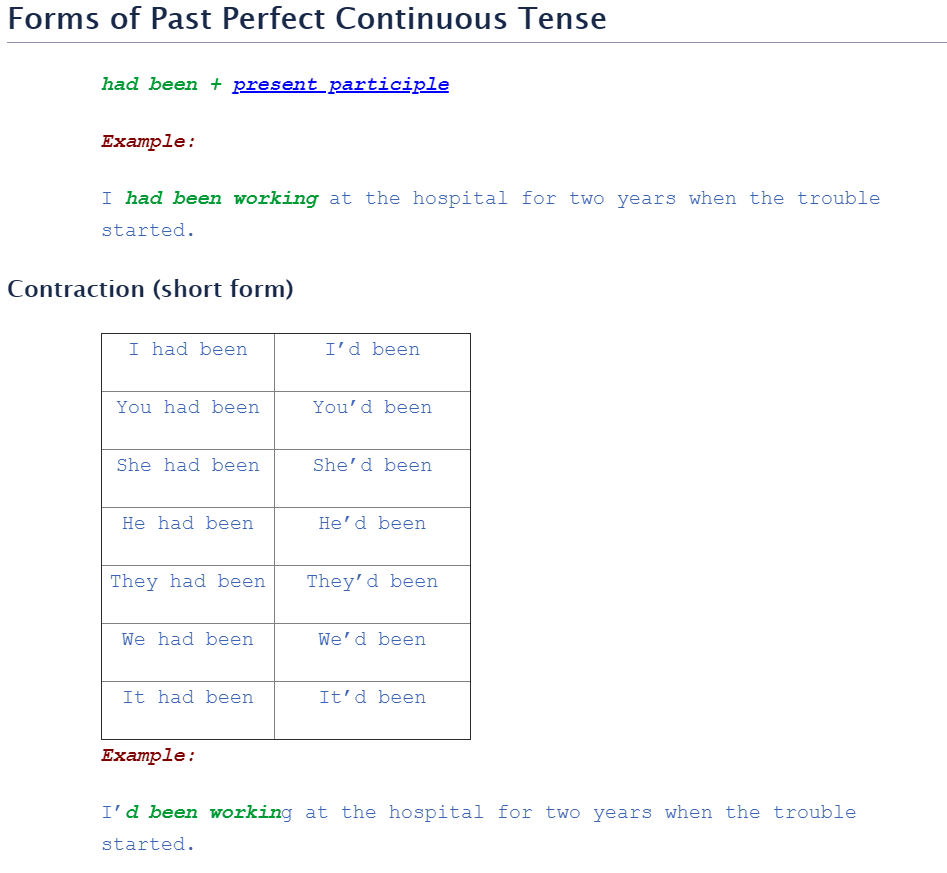 Forms of Past Perfect Continuous Tense
had been + present participle
Example:
I had been working at the hospital for two years when the trouble
started.
Contraction (short form)
I had been I’d been
You had been You’d been
She had been She’d been
He had been He’d been
They had been They’d been
We had been We’d been
It had been It’d been
Example:
I’d been working at the hospital for two years when the trouble
started.